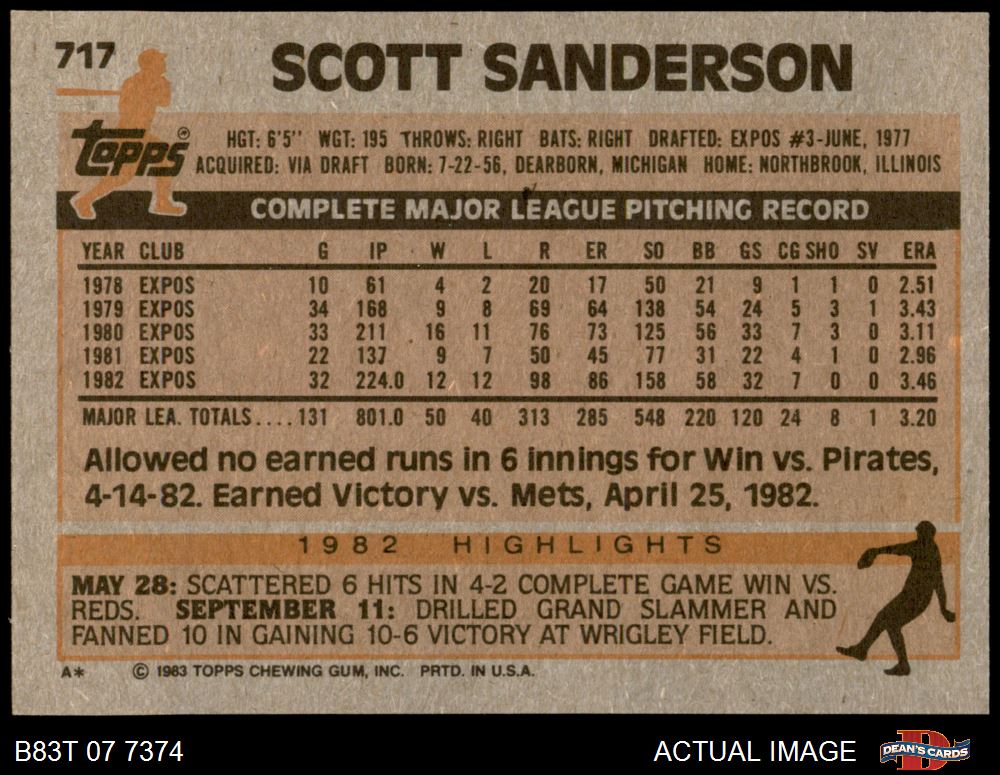 717
SCOTT SANDERSON
Topps®
HGT: 6'5" WGT: 195 THROWS: RIGHT BATS: RIGHT DRAFTED: EXPOS #3-JUNE, 1977
ACQUIRED: VIA DRAFT BORN: 7-22-56, DEARBORN, MICHIGAN HOME: NORTHBROOK, ILLINOIS
COMPLETE MAJOR LEAGUE PITCHING RECORD
YEAR CLUB G IP W L R ER SO BB GS CG SHO SV ERA
1978 EXPOS 10 61 4 2 20 17 50 21 9 1 1 0 2.51
1979 EXPOS 34 168 9 8 69 64 138 54 24 5 3 1 3.43
1980 EXPOS 33 211 16 11 76 73 125 56 33 7 3 0 3.11
1981 EXPOS 22 137 9 7 50 45 77 31 22 4 1 0 2.96
1982 EXPOS 32 224.0 12 12 98 86 158 58 32 7 0 0 3.46
MAJOR LEA. TOTALS.... 131 801.0 50 40 313 285 548 220 120 24 8 1 3.20
Allowed no earned runs in 6 innings for Win vs. Pirates,
4-14-82. Earned Victory vs. Mets, April 25, 1982.
1982 HIGHLIGHTS
MAY 28: SCATTERED 6 HITS IN 4-2 COMPLETE GAME WIN VS.
REDS. SEPTEMBER 11: DRILLED GRAND SLAMMER AND
FANNED 10 IN GAINING 10-6 VICTORY AT WRIGLEY FIELD.
A* © 1983 TOPPS CHEWING GUM, INC. PRTD. IN U.S.A.
B83T 07 7374 ACTUAL IMAGE DEAN'S CARDS